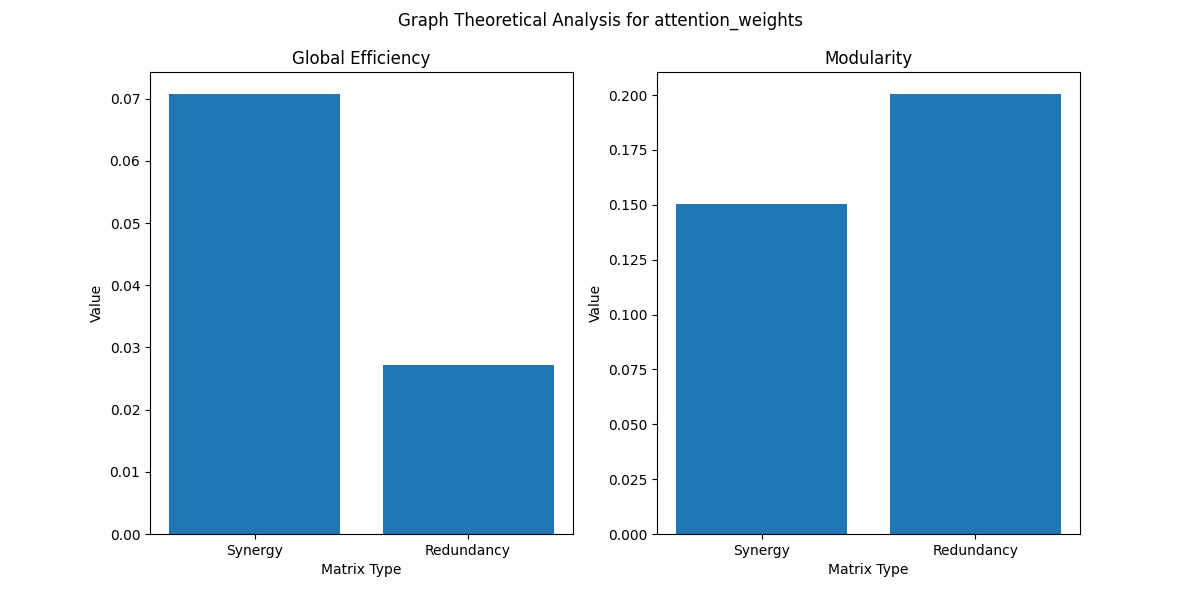 Graph Theoretical Analysis for attention_weights
Global Efficiency
Value
0.07
0.06
0.05
0.04
0.03
0.02
0.01
0.00
Synergy
Redundancy
Matrix Type
Modularity
Value
0.200
0.175
0.150
0.125
0.100
0.075
0.050
0.025
0.000
Synergy
Redundancy
Matrix Type